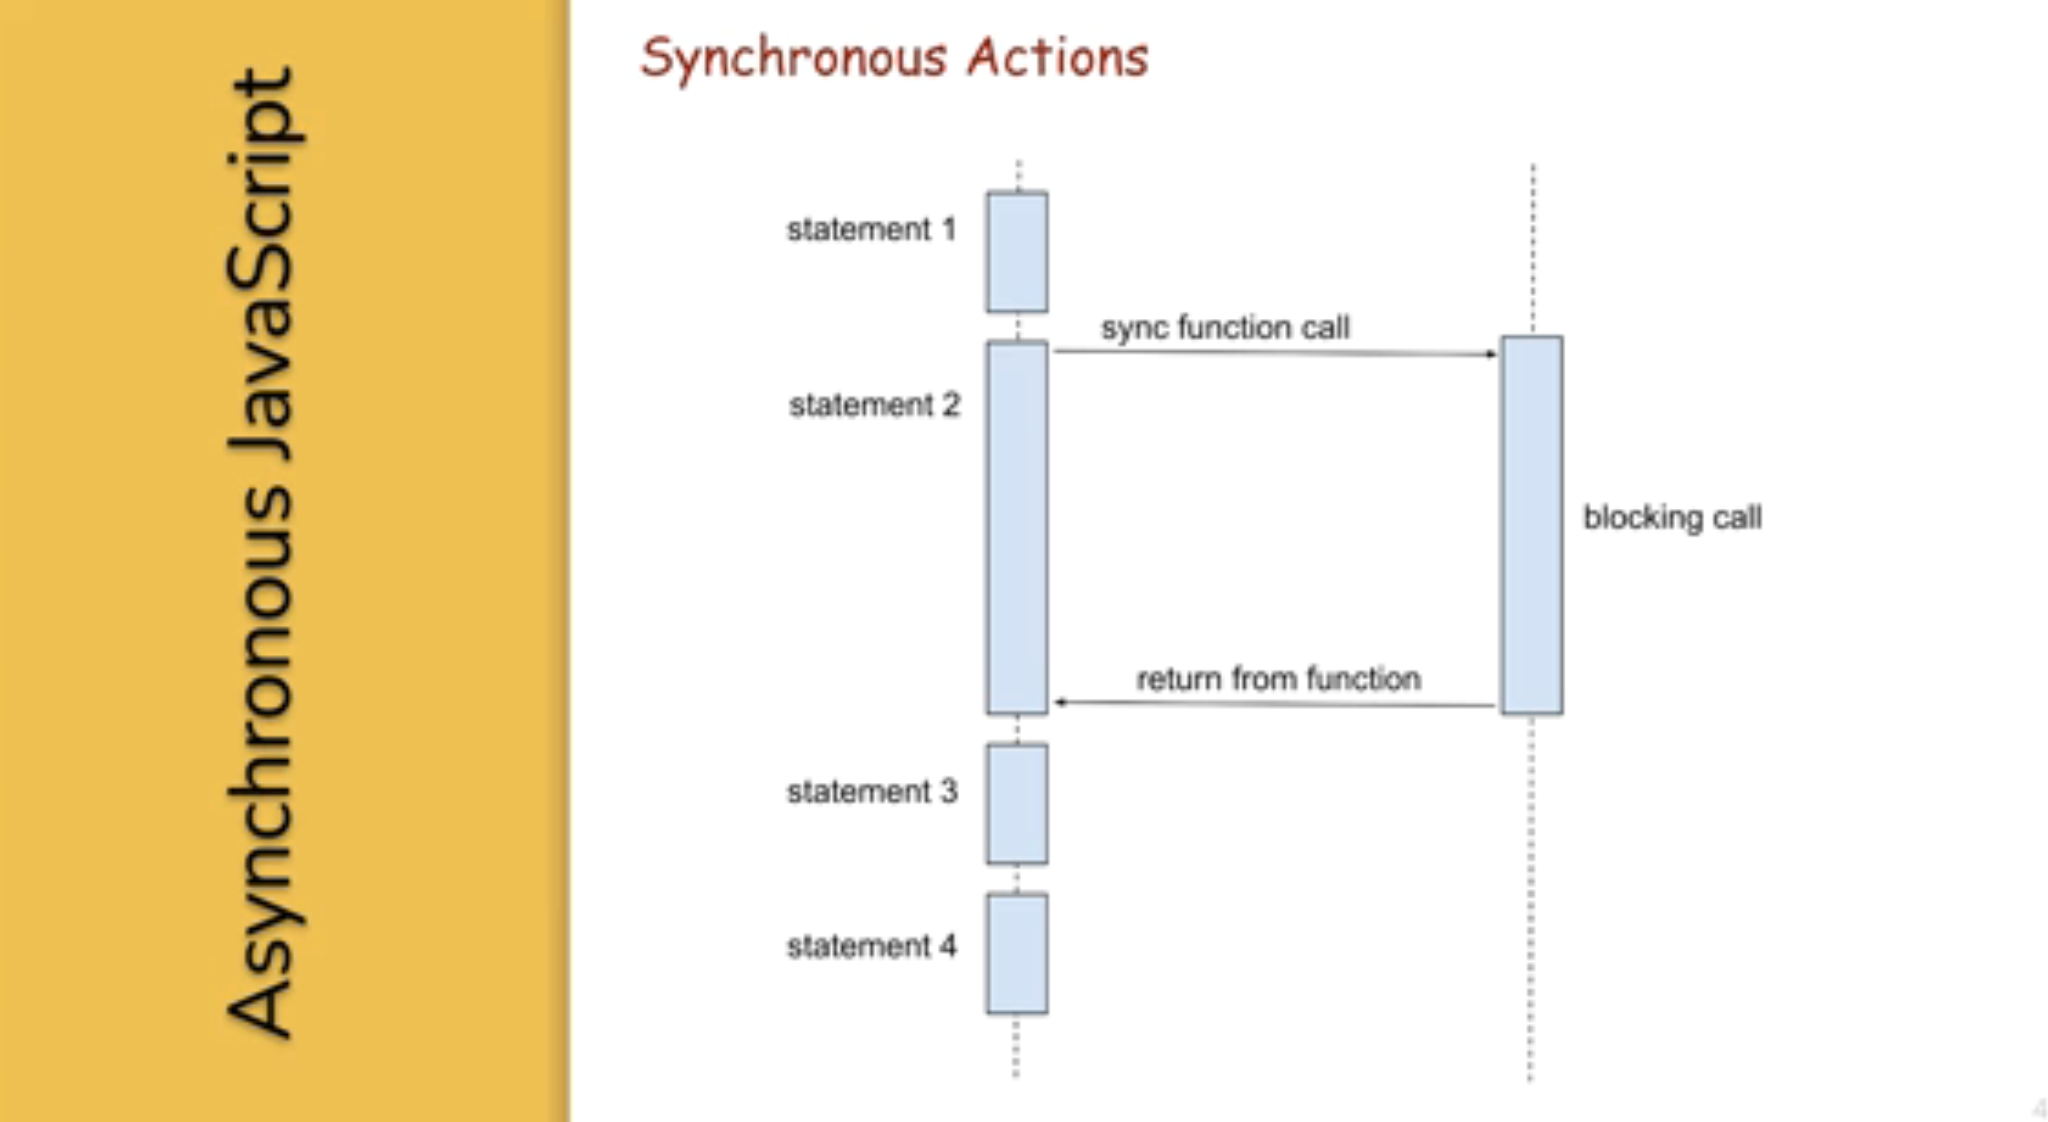 Asynchronous JavaScript
Synchronous Actions
statement 1
sync function call
statement 2
blocking call
return from function
statement 3
statement 4
4